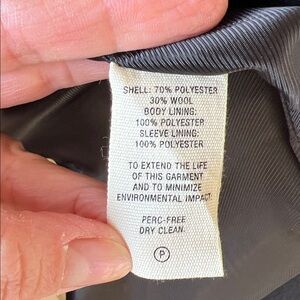 SHELL: 70% POLYESTER
30% WOOL
BODY LINING:
100% POLYESTER
SLEEVE LINING:
100% POLYESTER
TO EXTEND THE LIFE
OF THIS GARMENT
AND TO MINIMIZE
ENVIRONMENTAL IMPACT
PERC-FREE
DRY CLEAN.
P